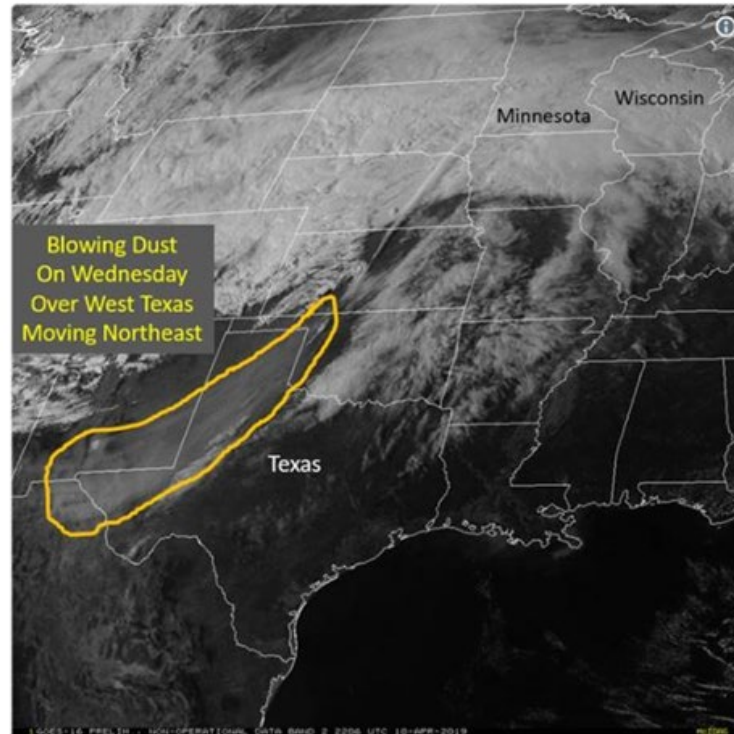 Minnesota
Wisconsin
Blowing Dust
On Wednesday
Over West Texas
Moving Northeast
Texas
1 GOES-16 PRELIM , NON-OPERATIONAL DATA BAND 2 2206 UTC 10-APR-2019